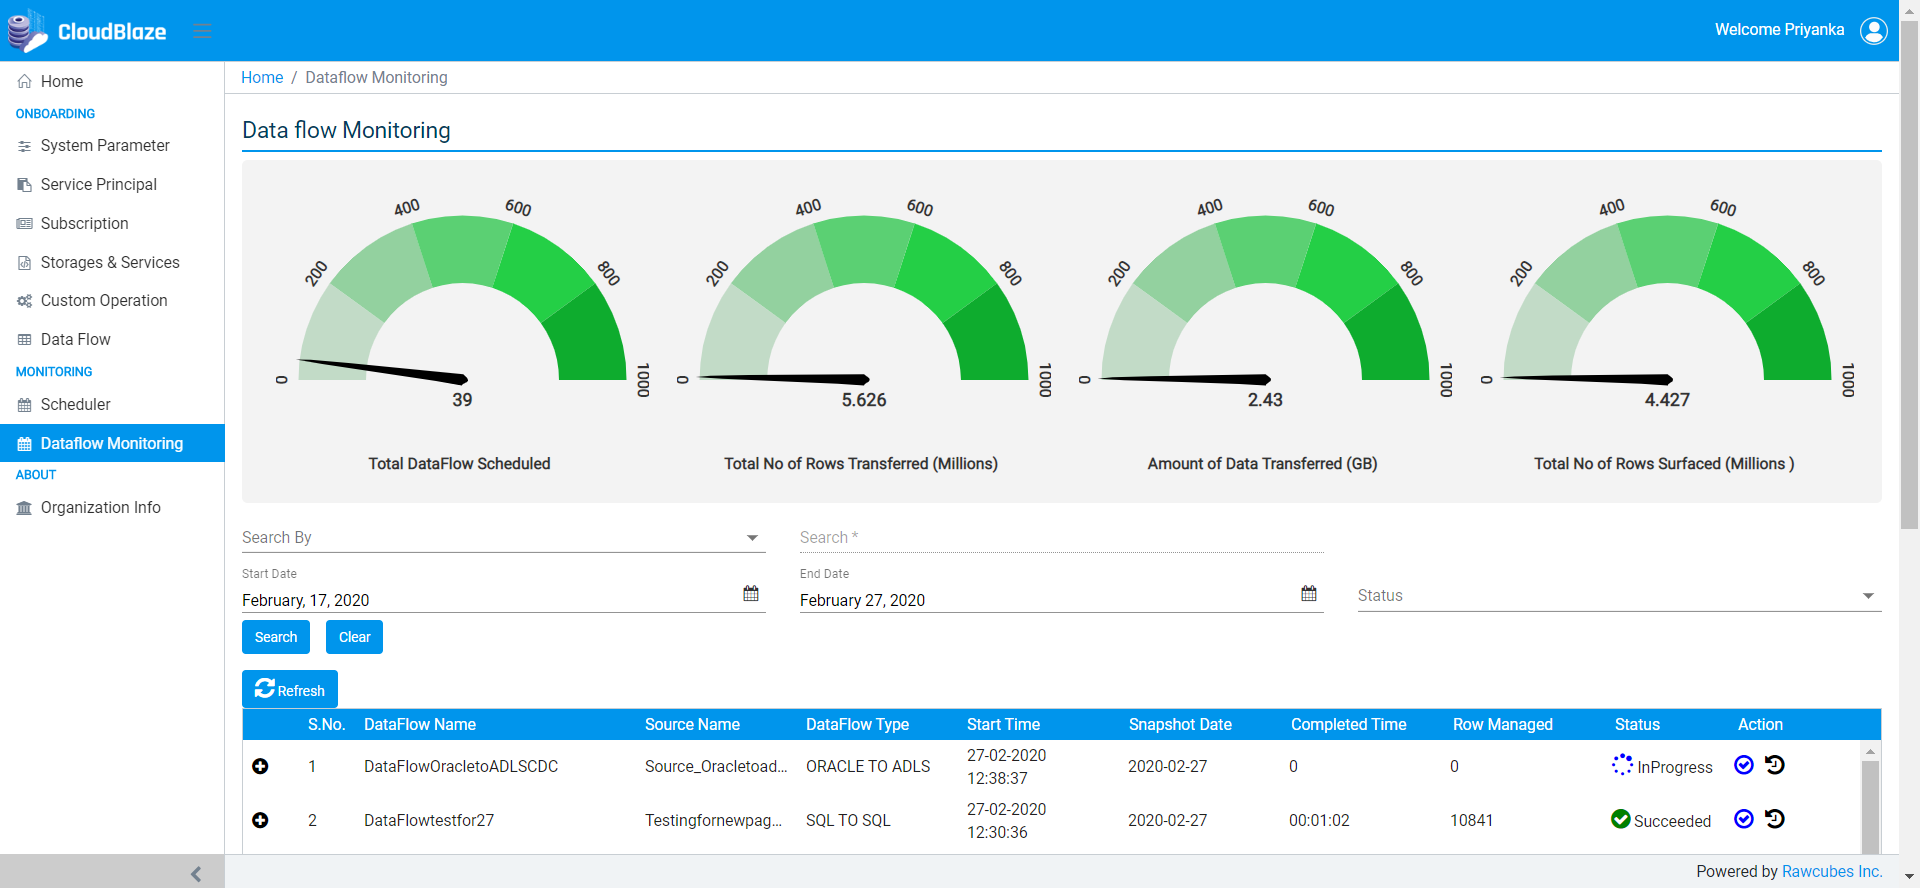 CloudBlaze
Welcome Priyanka
Home
ONBOARDING
System Parameter
Service Principal
Subscription
Storages & Services
Custom Operation
Data Flow
MONITORING
Scheduler
Dataflow Monitoring
ABOUT
Organization Info
Home / Dataflow Monitoring
Data flow Monitoring
0 200 400 600 800 1000
39
Total DataFlow Scheduled
0 200 400 600 800 1000
5.626
Total No of Rows Transferred (Millions)
0 200 400 600 800 1000
2.43
Amount of Data Transferred (GB)
0 200 400 600 800 1000
4.427
Total No of Rows Surfaced (Millions )
Search By
Search *
Start Date
February, 17, 2020
End Date
February 27, 2020
Status
Search Clear
Refresh
S.No. DataFlow Name Source Name DataFlow Type Start Time Snapshot Date Completed Time Row Managed Status Action
1 DataFlowOracletoADLSCDC Source_Oracletoad... ORACLE TO ADLS 27-02-2020 2020-02-27 0 0 InProgress
12:38:37
2 DataFlowtestfor27 Testingfornewpag... SQL TO SQL 27-02-2020 2020-02-27 00:01:02 10841 Succeeded
12:30:36
Powered by Rawcubes Inc.